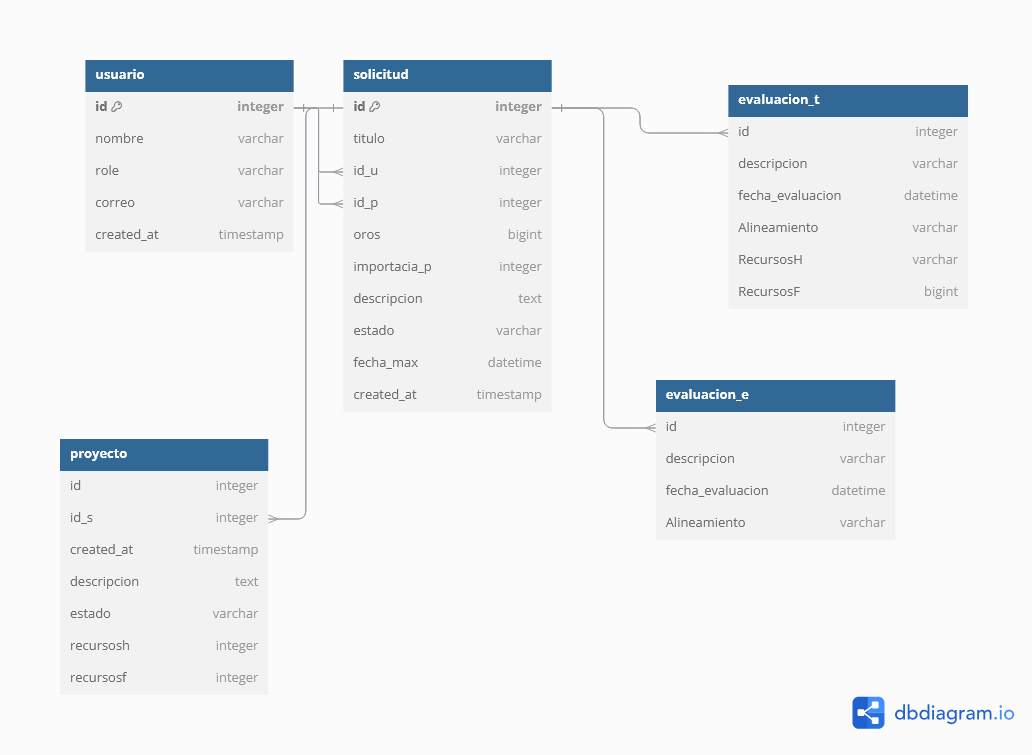 usuario
id integer
nombre varchar
role varchar
correo varchar
created_at timestamp
solicitud
id integer
titulo varchar
id_u integer
id_p integer
oros bigint
importacia_p integer
descripcion text
estado varchar
fecha_max datetime
created_at timestamp
evaluacion_t
id integer
descripcion varchar
fecha_evaluacion datetime
Alineamiento varchar
RecursosH varchar
RecursosF bigint
evaluacion_e
id integer
descripcion varchar
fecha_evaluacion datetime
Alineamiento varchar
proyecto
id integer
id_s integer
created_at timestamp
descripcion text
estado varchar
recursosh integer
recursosf integer
dbdiagram.io